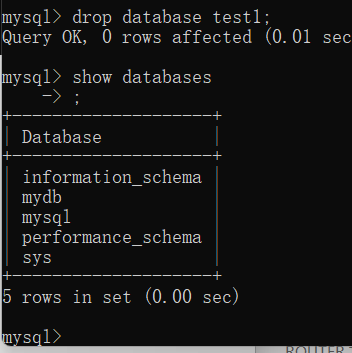 mysql> drop database test1;
Query OK, 0 rows affected (0.01 sec
mysql> show databases
-> ;
+--------------------+
| Database           |
+--------------------+
| information_schema |
| mydb               |
| mysql              |
| performance_schema |
| sys                |
+--------------------+
5 rows in set (0.00 sec)
mysql>